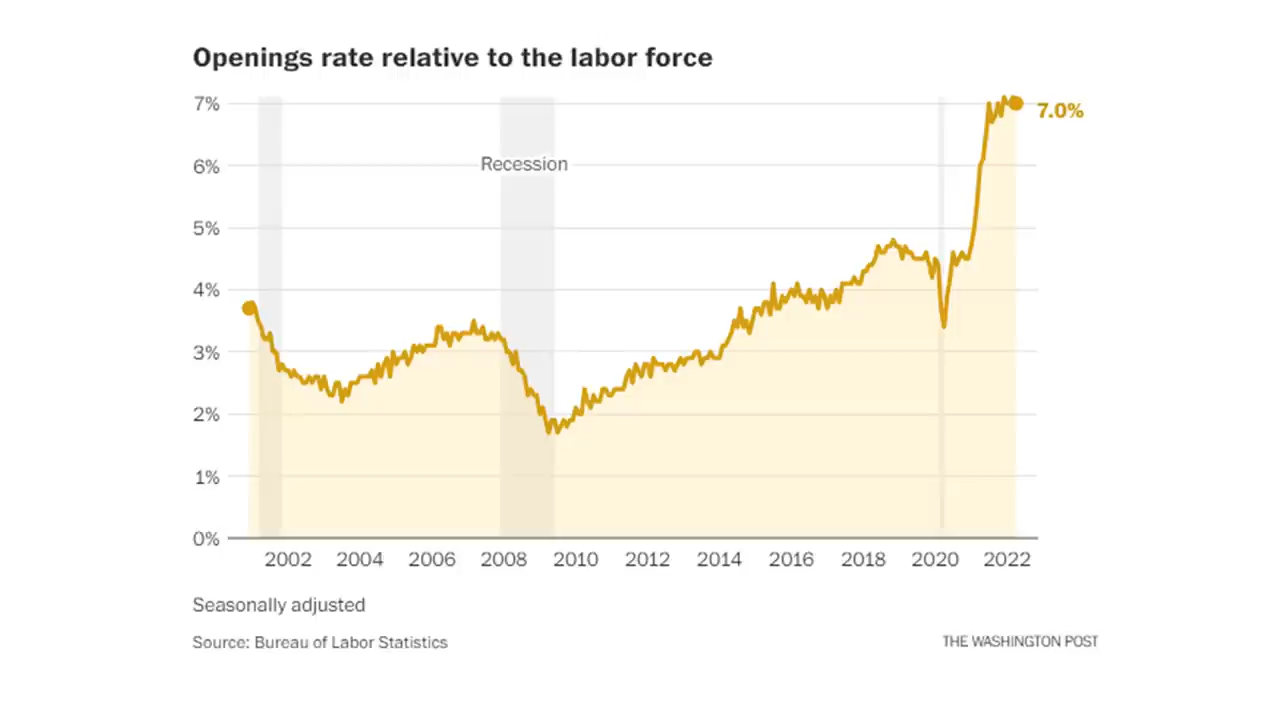 Openings rate relative to the labor force
7%
7.0%
6%
Recession
5%
4%
3%
2%
1%
0%
2002 2004 2006 2008 2010 2012 2014 2016 2018 2020 2022
Seasonally adjusted
Source: Bureau of Labor Statistics
THE WASHINGTON POST